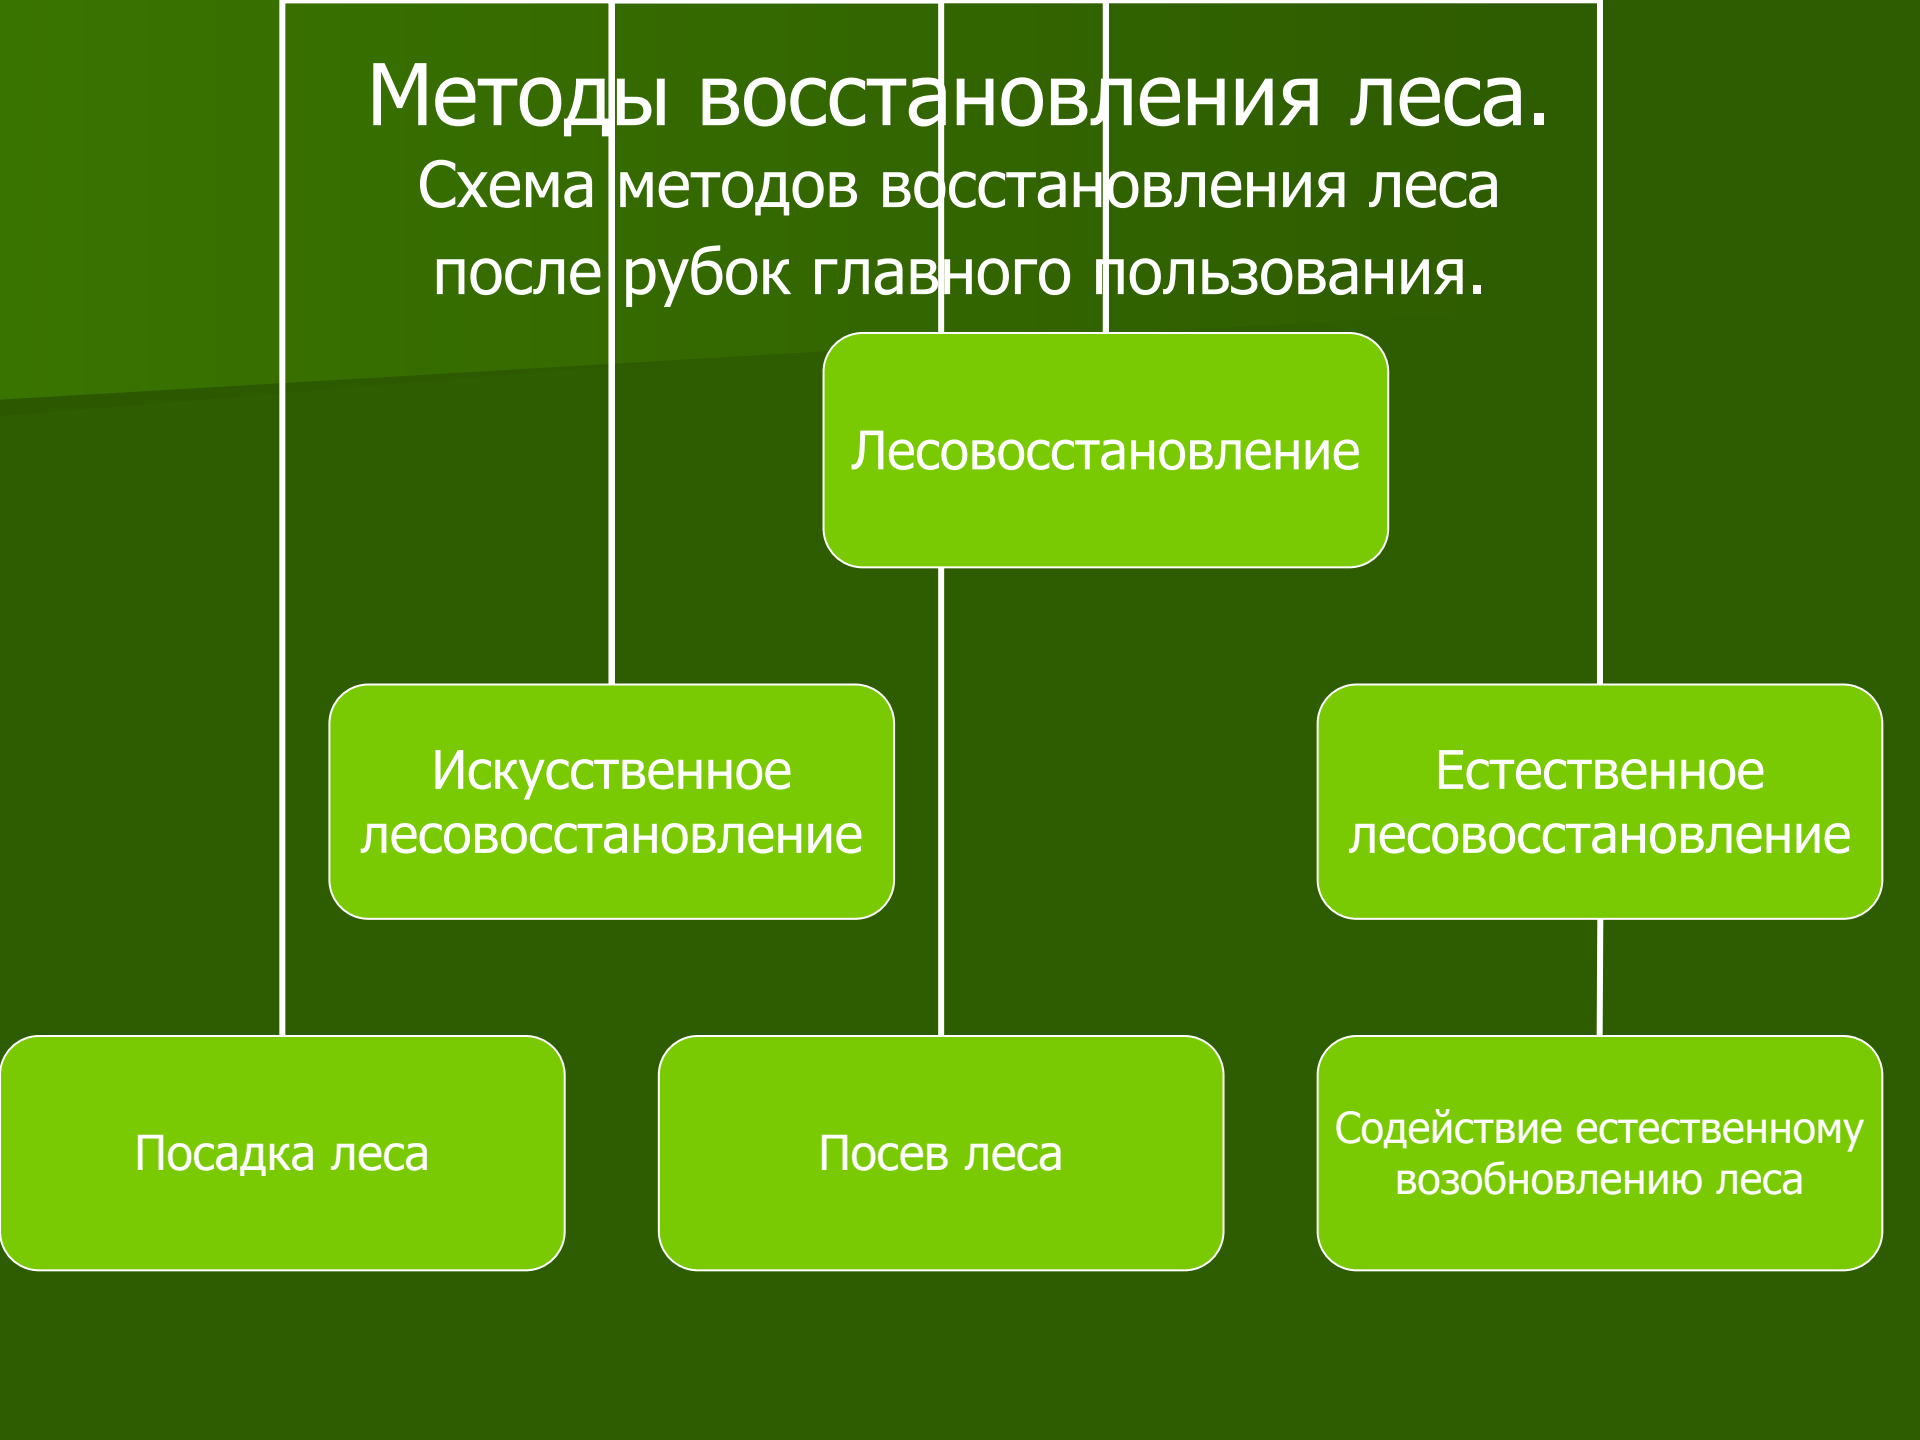 Методы восстановления леса.
Схема методов восстановления леса
после рубок главного пользования.
Лесовосстановление
Искусственное
лесовосстановление
Естественное
лесовосстановление
Посадка леса
Посев леса
Содействие естественному
возобновлению леса